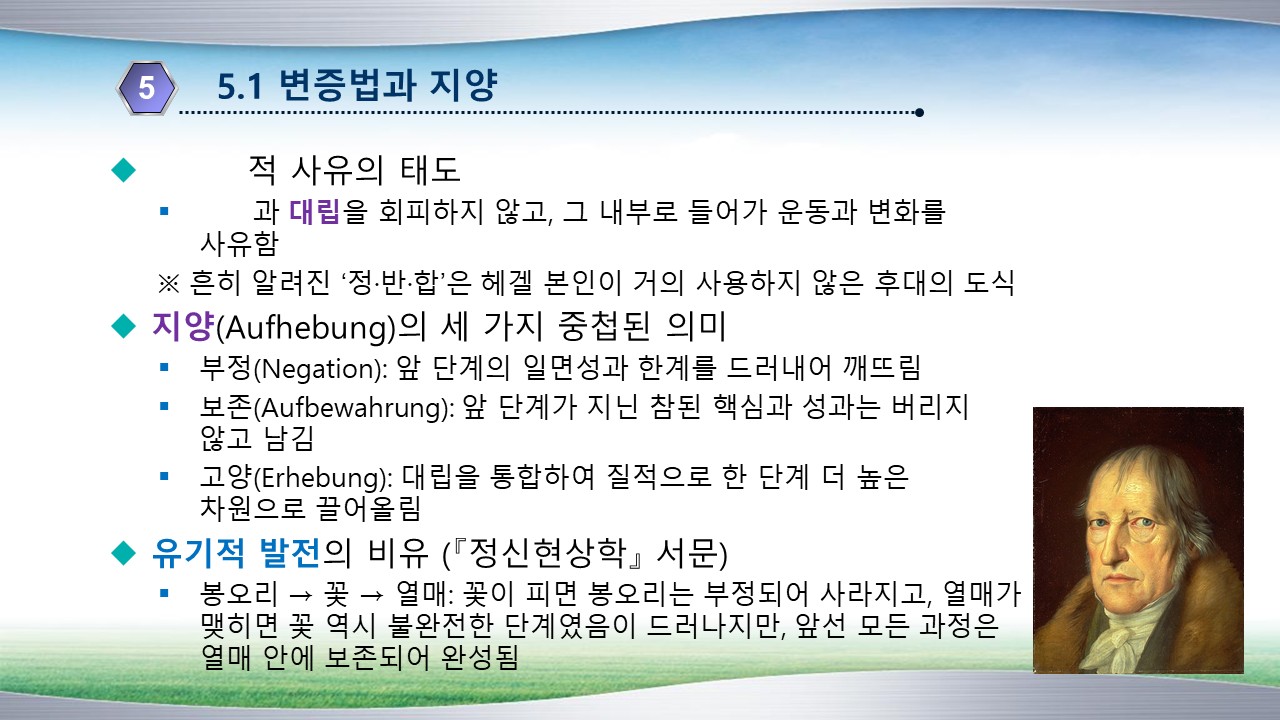 5
5.1 변증법과 지양
적 사유의 태도
과 대립을 회피하지 않고, 그 내부로 들어가 운동과 변화를
사유함
※ 흔히 알려진 ‘정·반·합’은 헤겔 본인이 거의 사용하지 않은 후대의 도식
지양(Aufhebung)의 세 가지 중첩된 의미
부정(Negation): 앞 단계의 일면성과 한계를 드러내어 깨뜨림
보존(Aufbewahrung): 앞 단계가 지닌 참된 핵심과 성과는 버리지
않고 남김
고양(Erhebung): 대립을 통합하여 질적으로 한 단계 더 높은
차원으로 끌어올림
유기적 발전의 비유 (『정신현상학』 서문)
봉오리 → 꽃 → 열매: 꽃이 피면 봉오리는 부정되어 사라지고, 열매가
맺히면 꽃 역시 불완전한 단계였음이 드러나지만, 앞선 모든 과정은
열매 안에 보존되어 완성됨